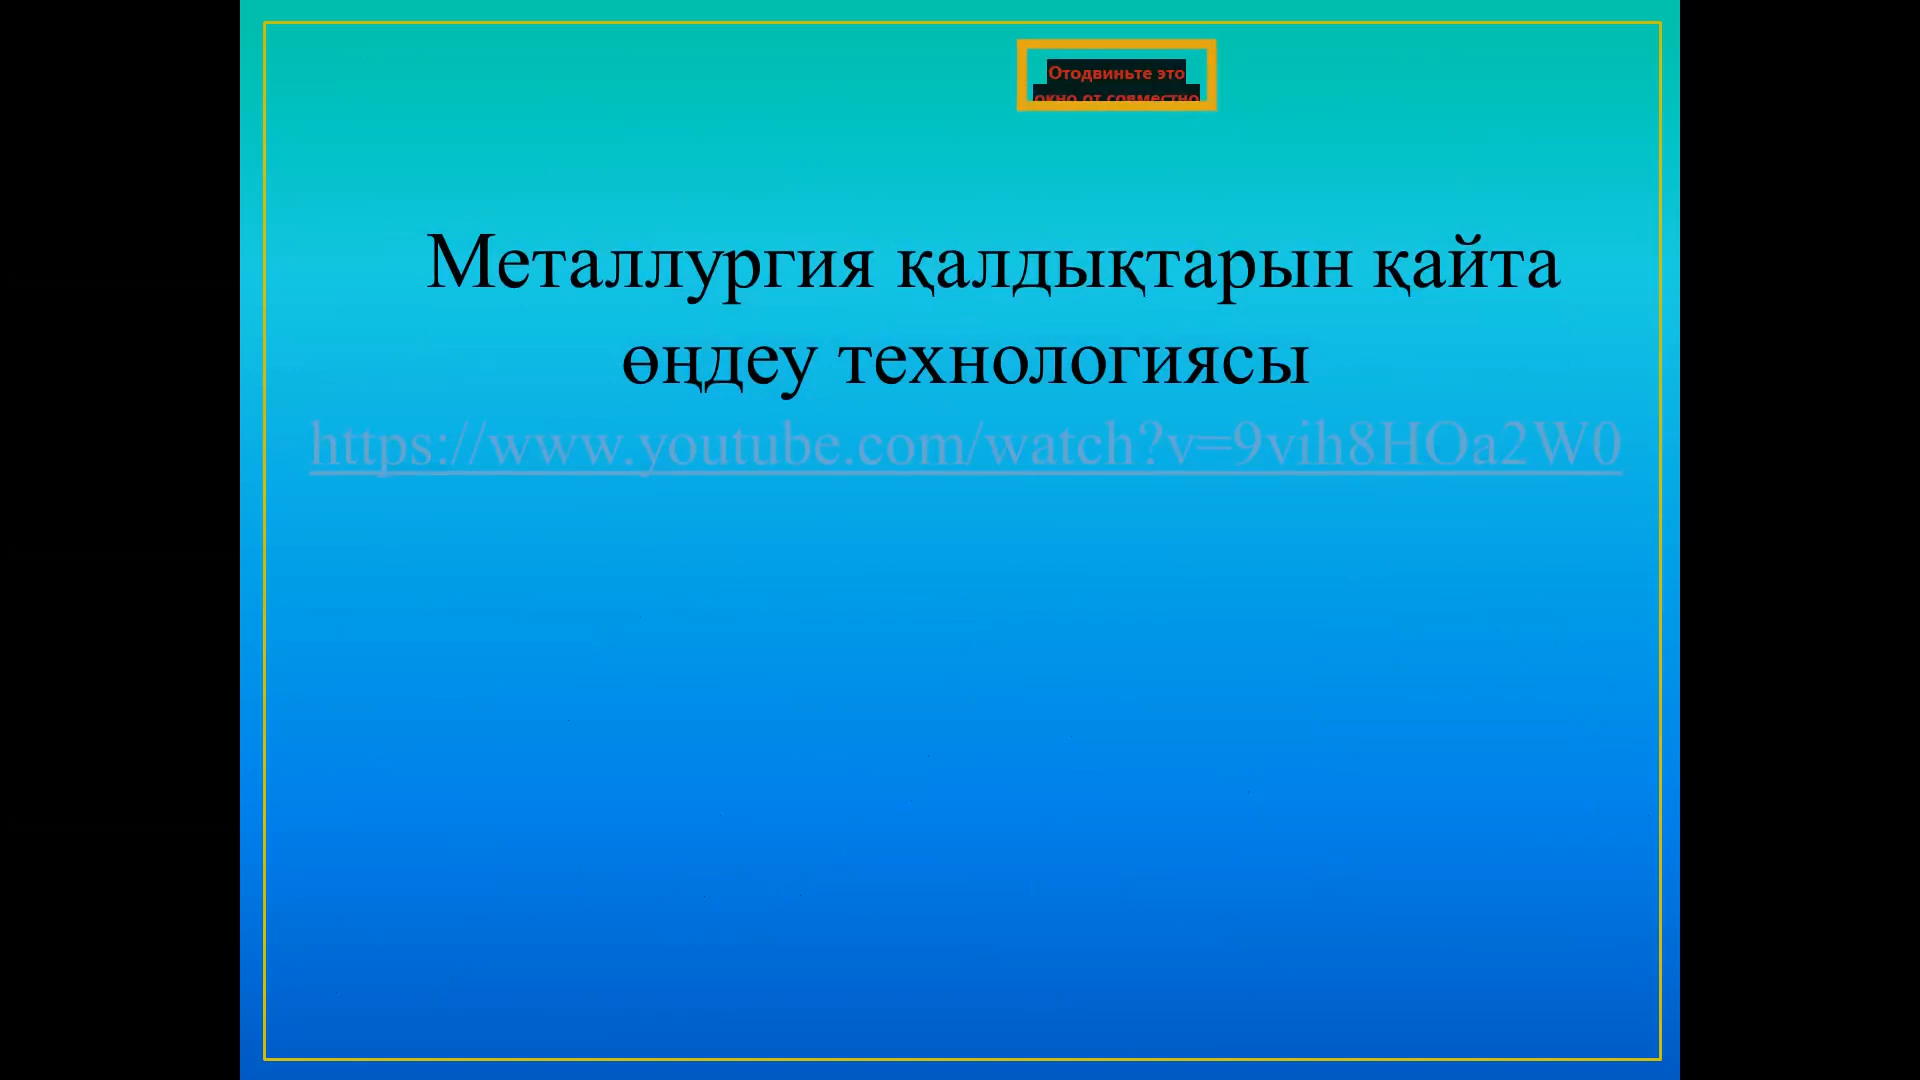 Отодвиньте это
окно от совместно
Металлургия қалдықтарын қайта
өңдеу технологиясы
https://www.youtube.com/watch?v=9vih8HOa2W0